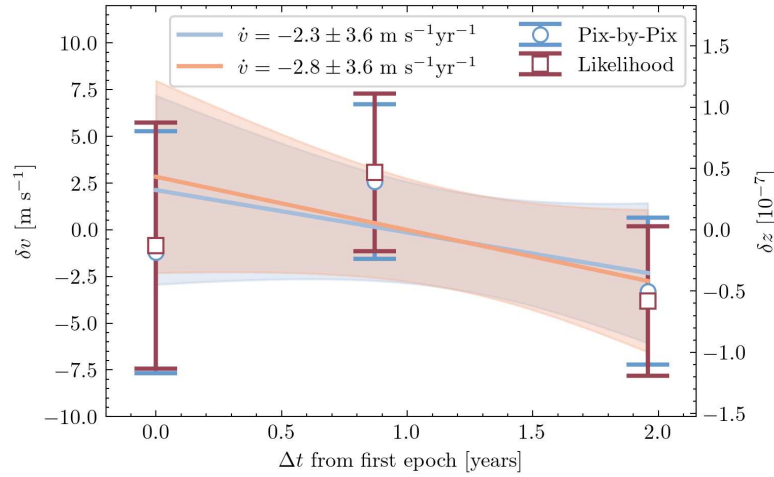 v̇ = −2.3 ± 3.6 m s⁻¹yr⁻¹
v̇ = −2.8 ± 3.6 m s⁻¹yr⁻¹
Pix-by-Pix
Likelihood
10.0
7.5
5.0
2.5
0.0
−2.5
−5.0
−7.5
−10.0
δv [m s⁻¹]
1.5
1.0
0.5
0.0
−0.5
−1.0
−1.5
δz [10⁻⁷]
0.0 0.5 1.0 1.5 2.0
Δt from first epoch [years]